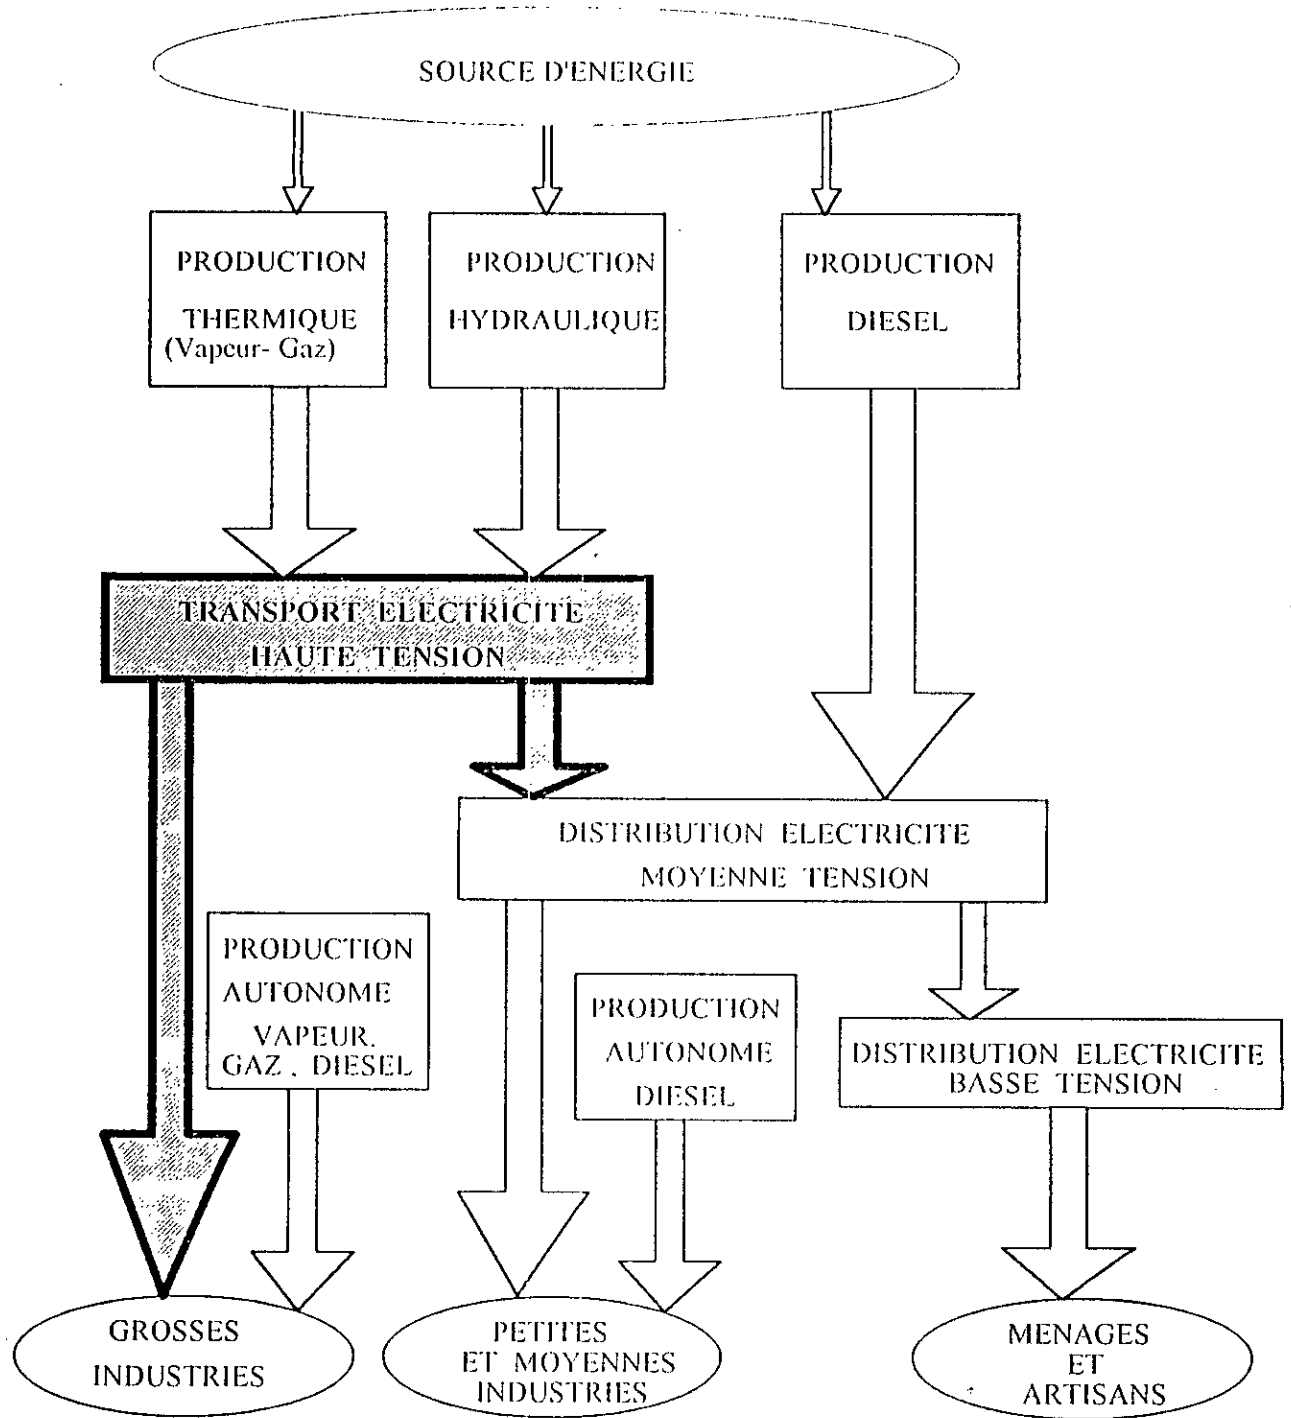 SOURCE D'ENERGIE
PRODUCTION
THERMIQUE
(Vapeur- Gaz)
PRODUCTION
HYDRAULIQUE
PRODUCTION
DIESEL
TRANSPORT ELECTRICITE
HAUTE TENSION
DISTRIBUTION ELECTRICITE
MOYENNE TENSION
PRODUCTION
AUTONOME
VAPEUR.
GAZ , DIESEL
PRODUCTION
AUTONOME
DIESEL
DISTRIBUTION ELECTRICITE
BASSE TENSION
GROSSES
INDUSTRIES
PETITES
ET MOYENNES
INDUSTRIES
MENAGES
ET
ARTISANS